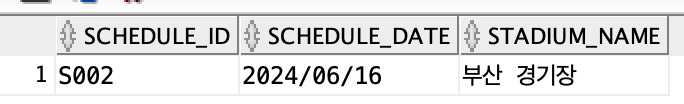 SCHEDULE_ID SCHEDULE_DATE STADIUM_NAME
1 S002 2024/06/16 부산 경기장